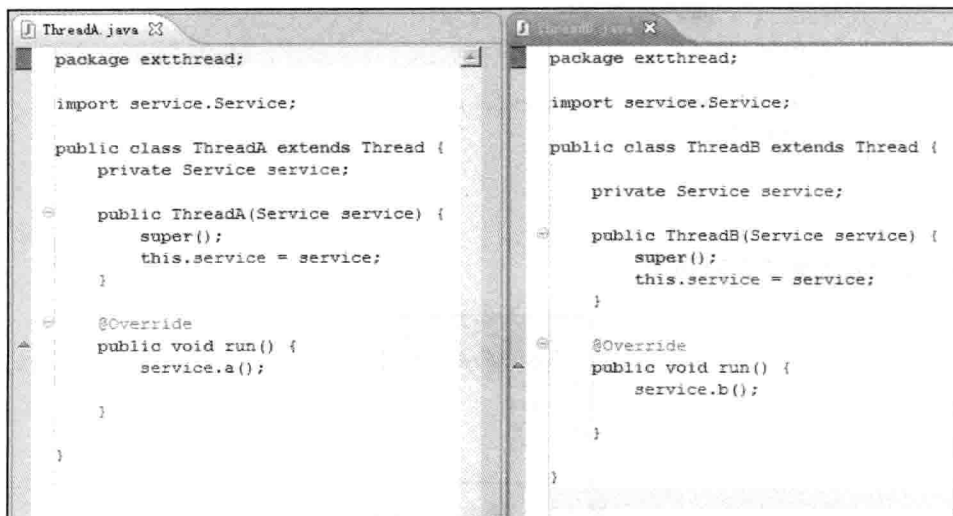 ThreadA.java
package extthread;
import service.Service;
public class ThreadA extends Thread {
private Service service;
public ThreadA(Service service) {
super();
this.service = service;
}
@Override
public void run() {
service.a();
}
}
ThreadB.java
package extthread;
import service.Service;
public class ThreadB extends Thread {
private Service service;
public ThreadB(Service service) {
super();
this.service = service;
}
@Override
public void run() {
service.b();
}
}